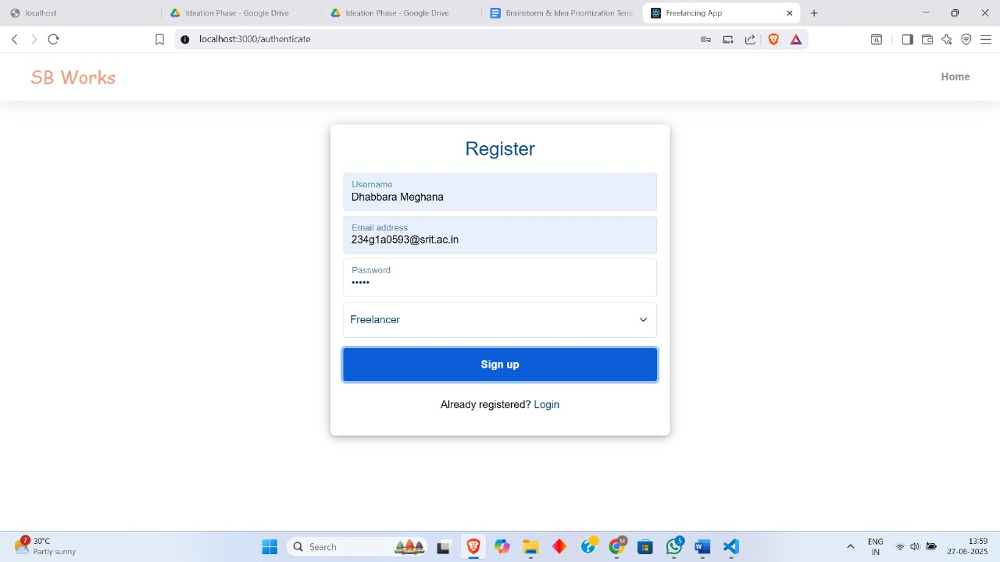 localhost
Ideation Phase - Google Drive
Ideation Phase - Google Drive
Brainstorm & Idea Prioritization Tem
Freelancing App
localhost:3000/authenticate
SB Works
Home
Register
Username
Dhabbara Meghana
Email address
234g1a0593@srit.ac.in
Password
•••••
Freelancer
Sign up
Already registered? Login
7
30°C
Partly sunny
Search
M
5
W
ENG
IN
13:59
27-06-2025